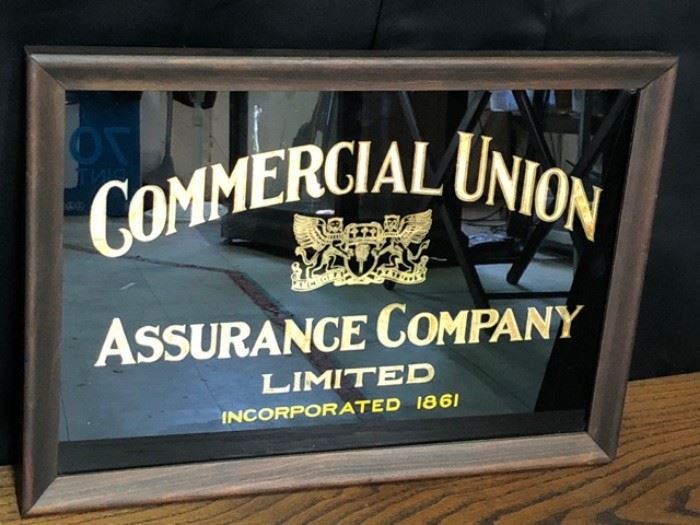 COMMERCIAL UNION
ASSURANCE COMPANY
LIMITED
INCORPORATED 1861